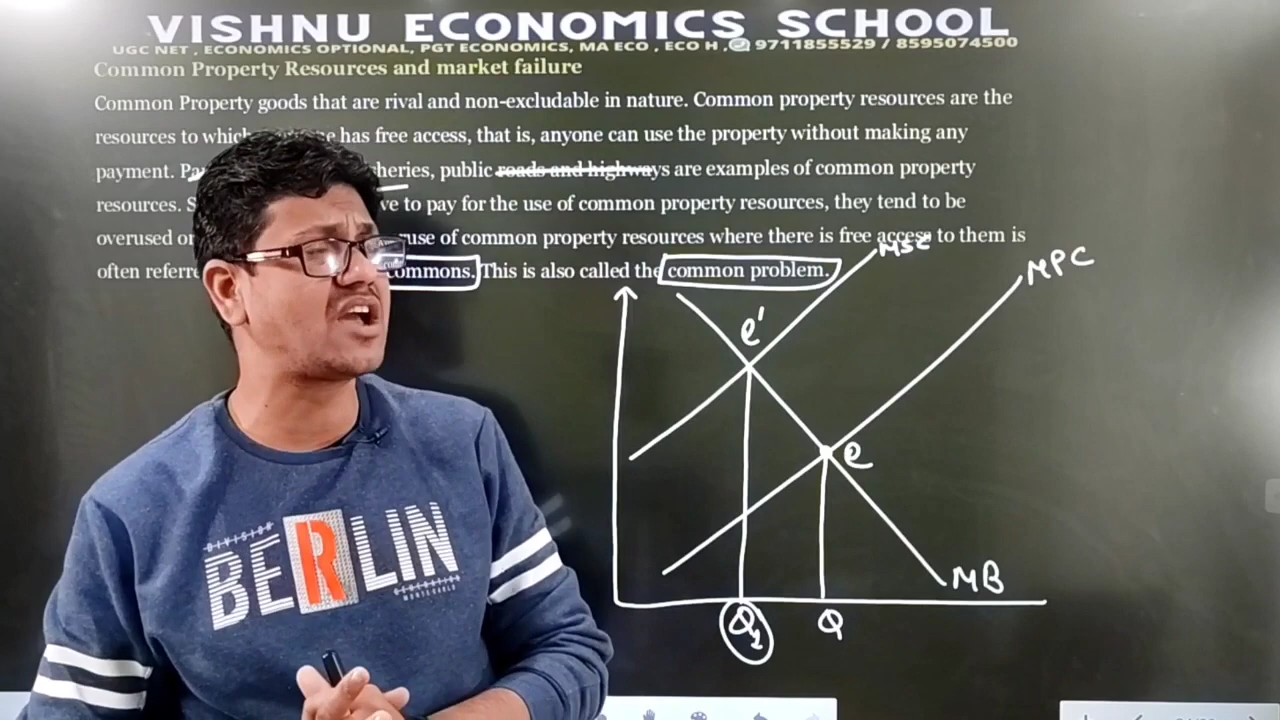 VISHNU ECONOMICS SCHOOL
UGC NET , ECONOMICS OPTIONAL, PGT ECONOMICS, MA ECO , ECO H , 9711855529 / 8595074500
Common Property Resources and market failure
Common Property goods that are rival and non-excludable in nature. Common property resources are the
resources to which has free access, that is, anyone can use the property without making any
payment. public roads and highways are examples of common property
resources. to pay for the use of common property resources, they tend to be
overused of common property resources where there is free access to them is
often commons. This is also called the common problem.
MSC
MPC
e'
e
MB
Q1
Q
DIVISION
BERLIN